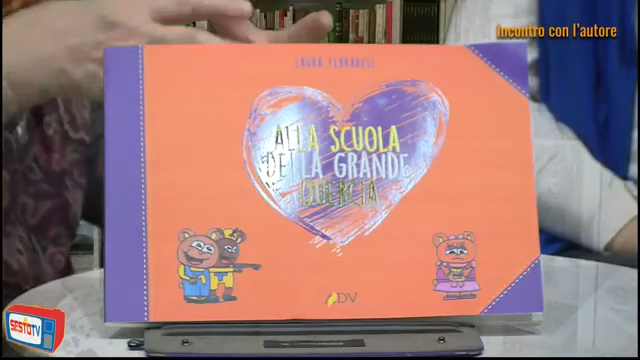 Incontro con l'autore
LAURA FERRARESI
ALLA SCUOLA
DELLA GRANDE
QUERCIA
DV
SESTO TV